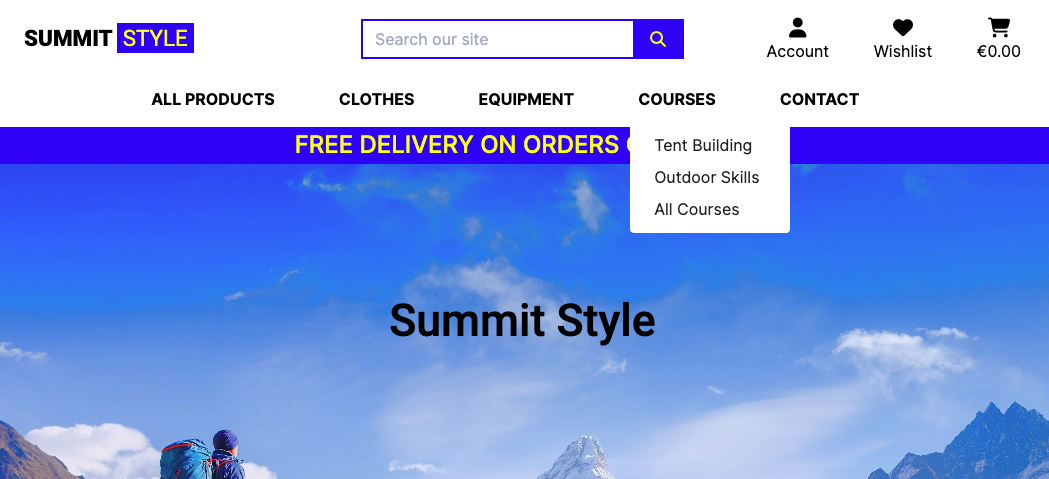 SUMMIT STYLE
Search our site
Account
Wishlist
€0.00
ALL PRODUCTS
CLOTHES
EQUIPMENT
COURSES
CONTACT
FREE DELIVERY ON ORDERS
Tent Building
Outdoor Skills
All Courses
Summit Style